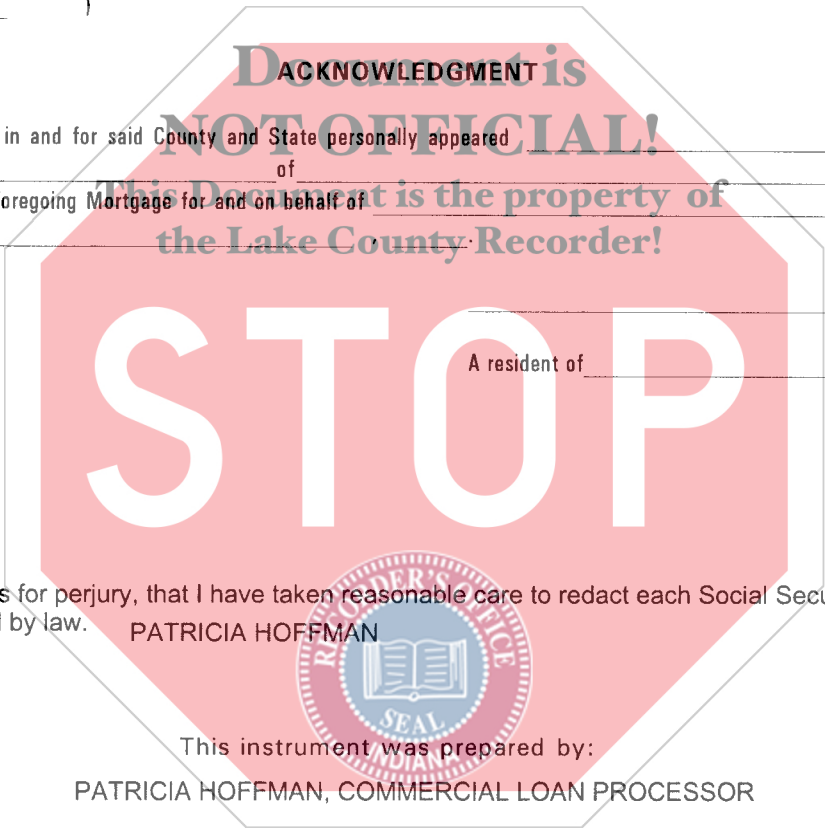 Document is
ACKNOWLEDGMENT
NOT OFFICIAL!
in and for said County and State personally appeared
of
This Document is the property of
oregoing Mortgage for and on behalf of
the Lake County Recorder!
,
.
STOP
A resident of
s for perjury, that I have taken reasonable care to redact each Social Secu
by law.
PATRICIA HOFFMAN
RECORDER'S OFFICE
SEAL
INDIANA
This instrument was prepared by:
PATRICIA HOFFMAN, COMMERCIAL LOAN PROCESSOR